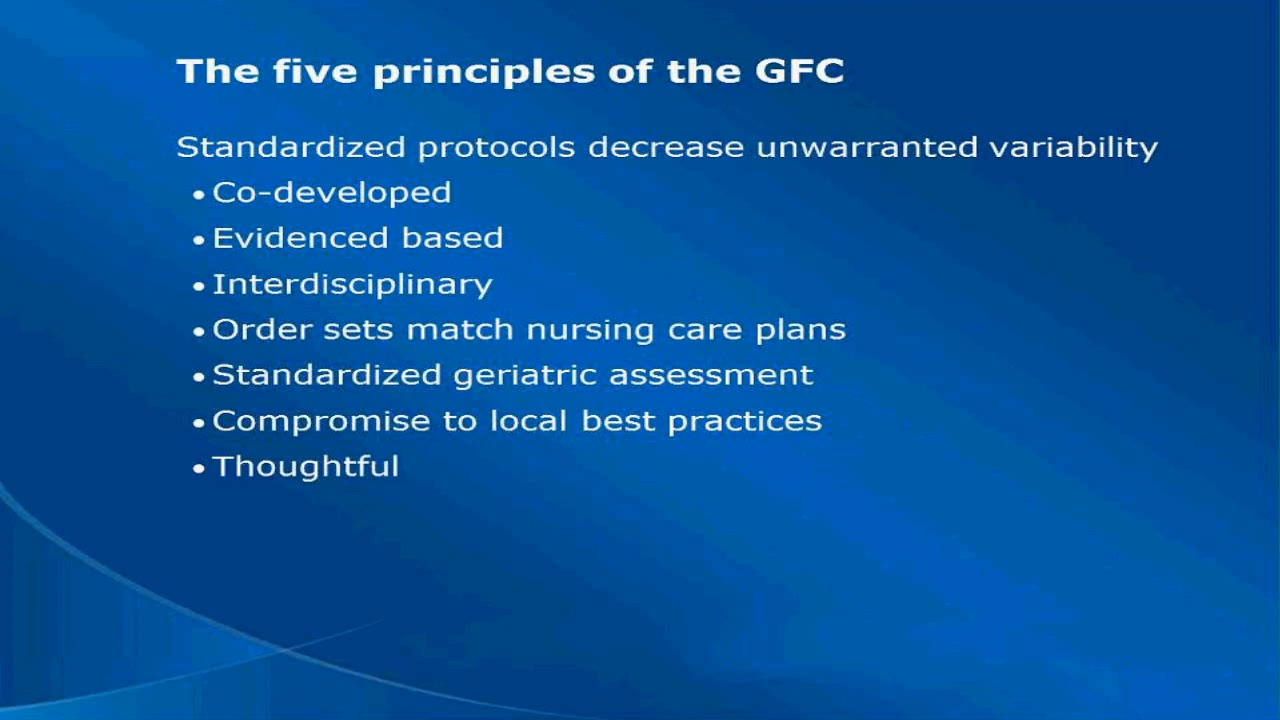 The five principles of the GFC
Standardized protocols decrease unwarranted variability
• Co-developed
• Evidenced based
• Interdisciplinary
• Order sets match nursing care plans
• Standardized geriatric assessment
• Compromise to local best practices
• Thoughtful